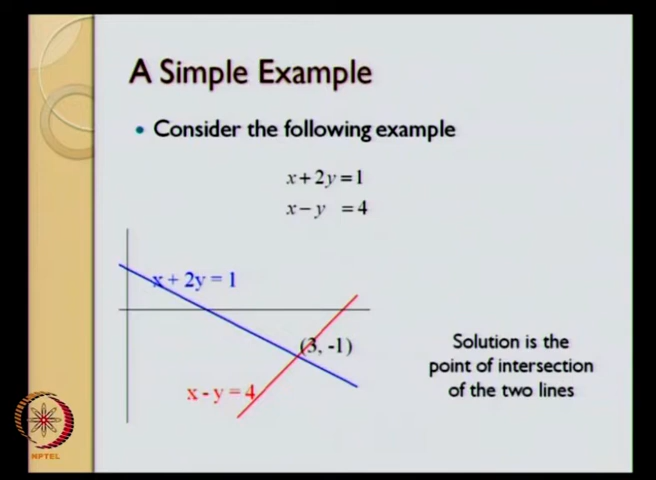 A Simple Example
• Consider the following example
x+2y=1
x−y =4
x + 2y = 1
(3, -1)
x - y = 4
Solution is the
point of intersection
of the two lines
NPTEL